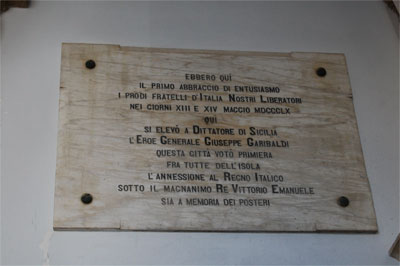 EBBERO QUI
IL PRIMO ABBRACCIO DI ENTUSIASMO
I PRODI FRATELLI D'ITALIA NOSTRI LIBERATORI
NEI GIORNI XIII E XIV MAGGIO MDCCCLX
QUI
SI ELEVÒ A DITTATORE DI SICILIA
L'EROE GENERALE GIUSEPPE GARIBALDI
QUESTA CITTÀ VOTÒ PRIMIERA
FRA TUTTE DELL'ISOLA
L'ANNESSIONE AL REGNO ITALICO
SOTTO IL MAGNANIMO RE VITTORIO EMANUELE
SIA A MEMORIA DEI POSTERI